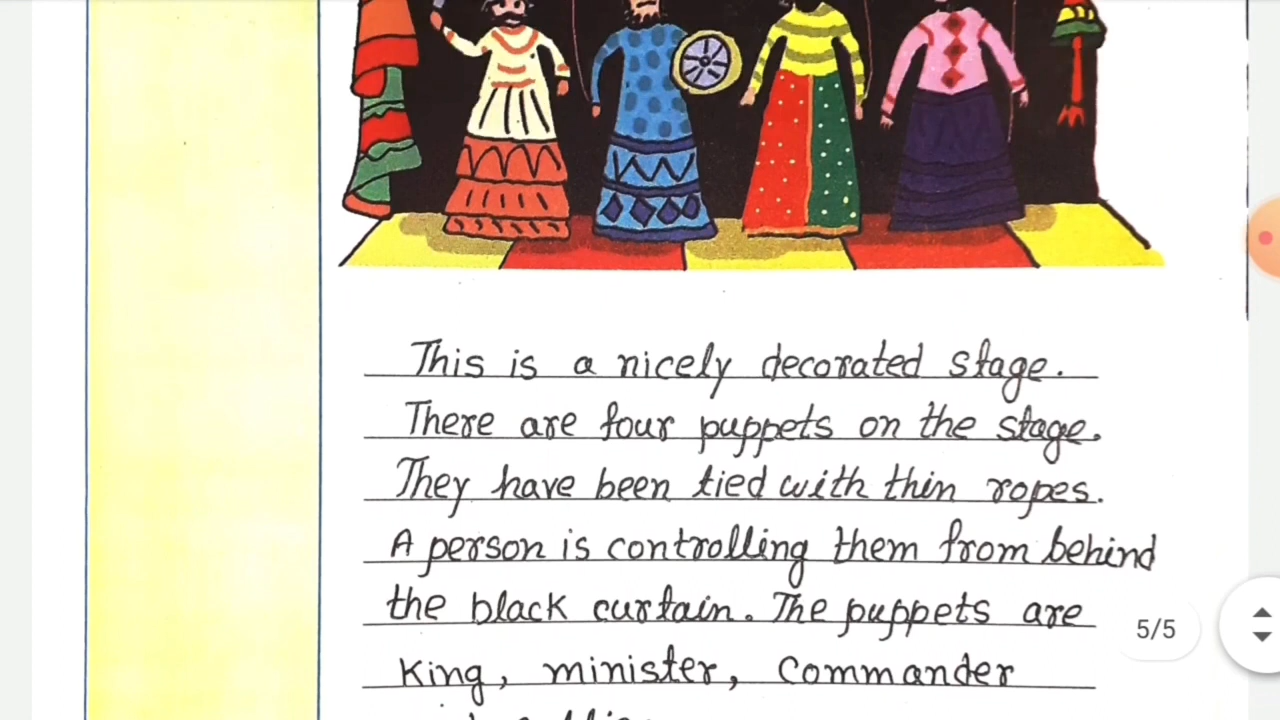 This is a nicely decorated stage.
There are four puppets on the stage.
They have been tied with thin ropes.
A person is controlling them from behind
the black curtain. The puppets are
King, minister, Commander
5/5